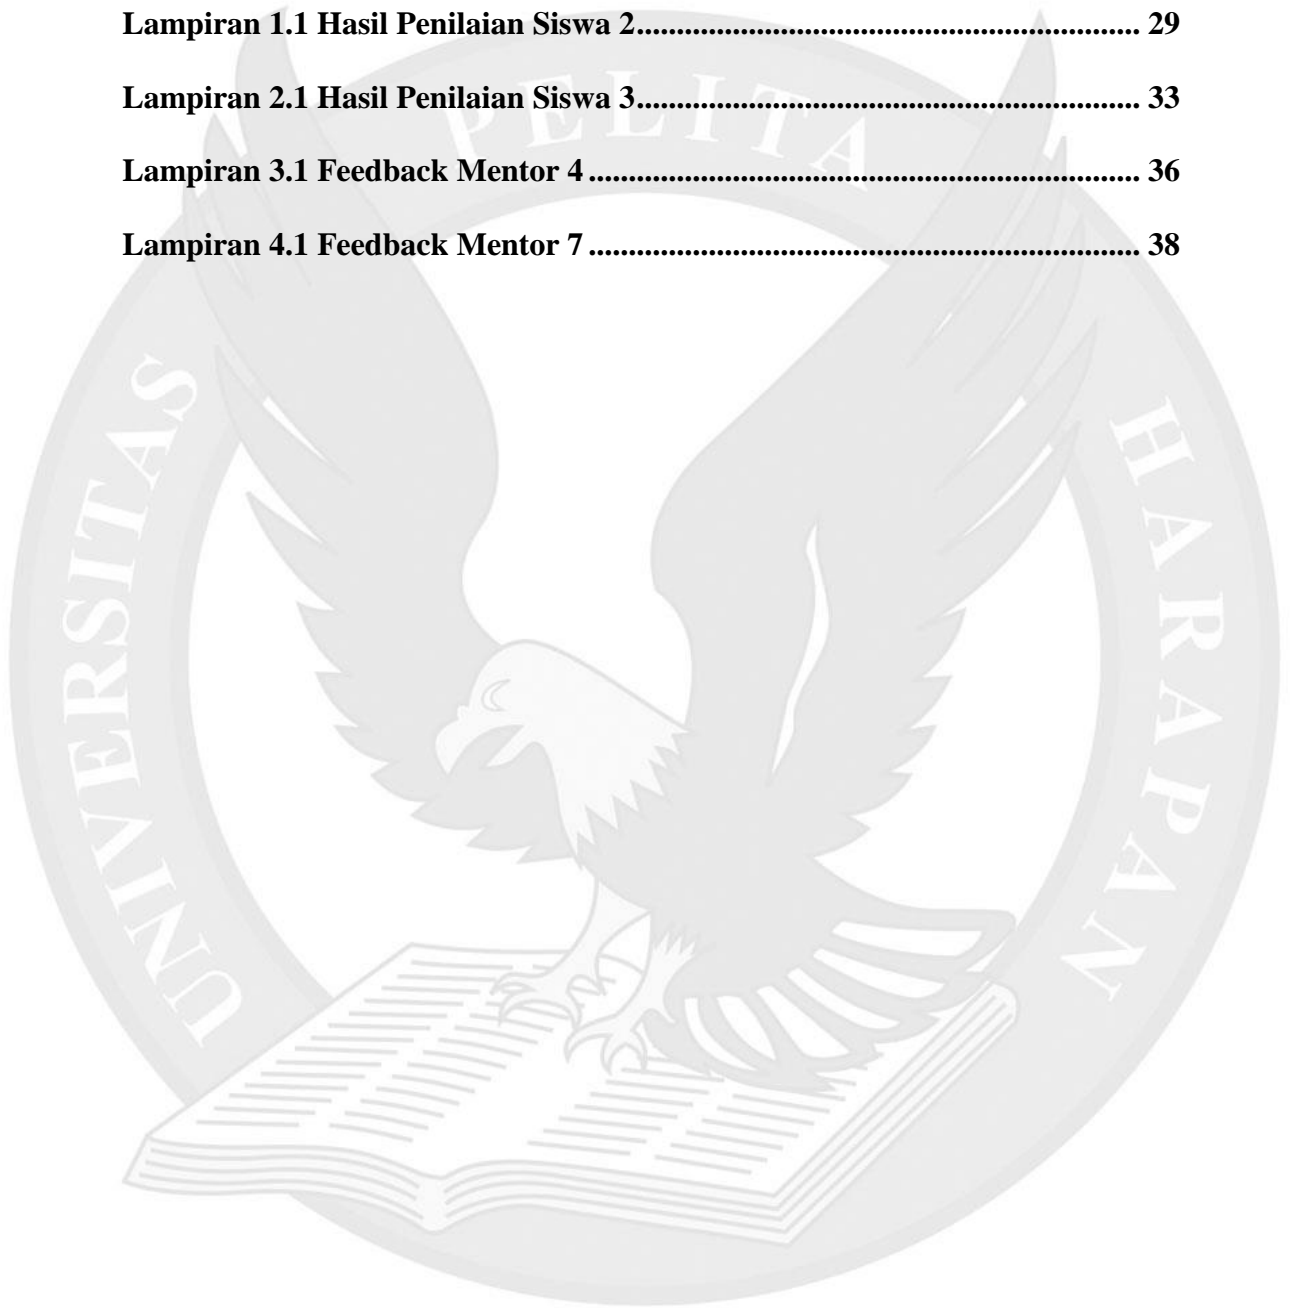 Lampiran 1.1 Hasil Penilaian Siswa 2............................................................... 29
Lampiran 2.1 Hasil Penilaian Siswa 3............................................................... 33
Lampiran 3.1 Feedback Mentor 4 ..................................................................... 36
Lampiran 4.1 Feedback Mentor 7 ..................................................................... 38
UNIVERSITAS PELITA HARAPAN